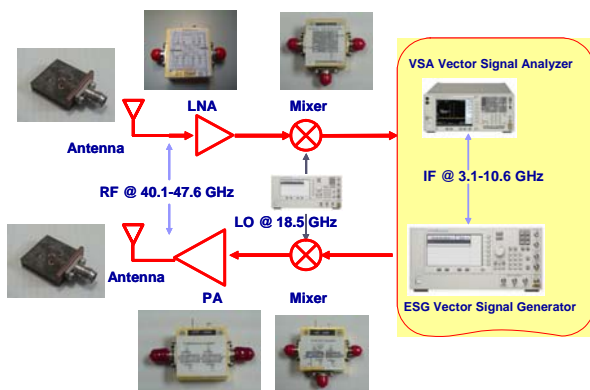 VSA Vector Signal Analyzer
LNA
Mixer
Antenna
RF @ 40.1-47.6 GHz
IF @ 3.1-10.6 GHz
LO @ 18.5 GHz
Antenna
PA
Mixer
ESG Vector Signal Generator